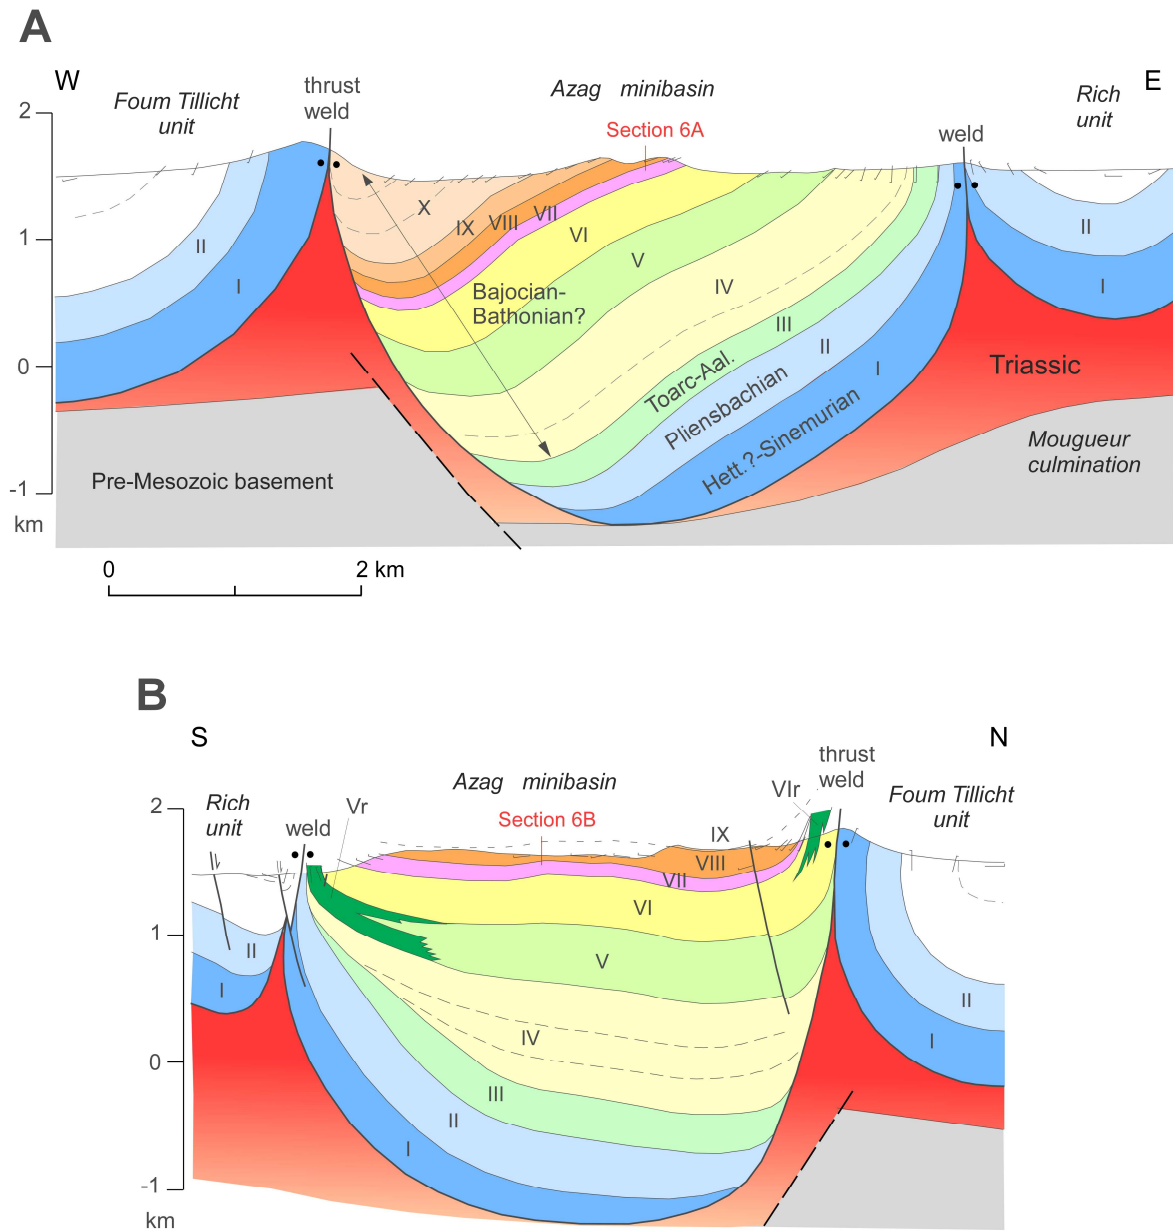 A
W
E
Foum Tillicht
unit
thrust
weld
Azag minibasin
Section 6A
weld
Rich
unit
2
1
0
-1
km
II
I
X
IX
VIII
VII
VI
V
IV
III
II
I
Bajocian-
Bathonian?
Toarc-Aal.
Pliensbachian
Hett.?-Sinemurian
II
I
Triassic
Mougueur
culmination
Pre-Mesozoic basement
0
2 km
B
S
N
Rich
unit
weld
Vr
Azag minibasin
Section 6B
VIr
thrust
weld
Foum Tillicht
unit
2
1
0
-1
km
IX
VIII
VII
VI
V
IV
III
II
I
II
I
II
I